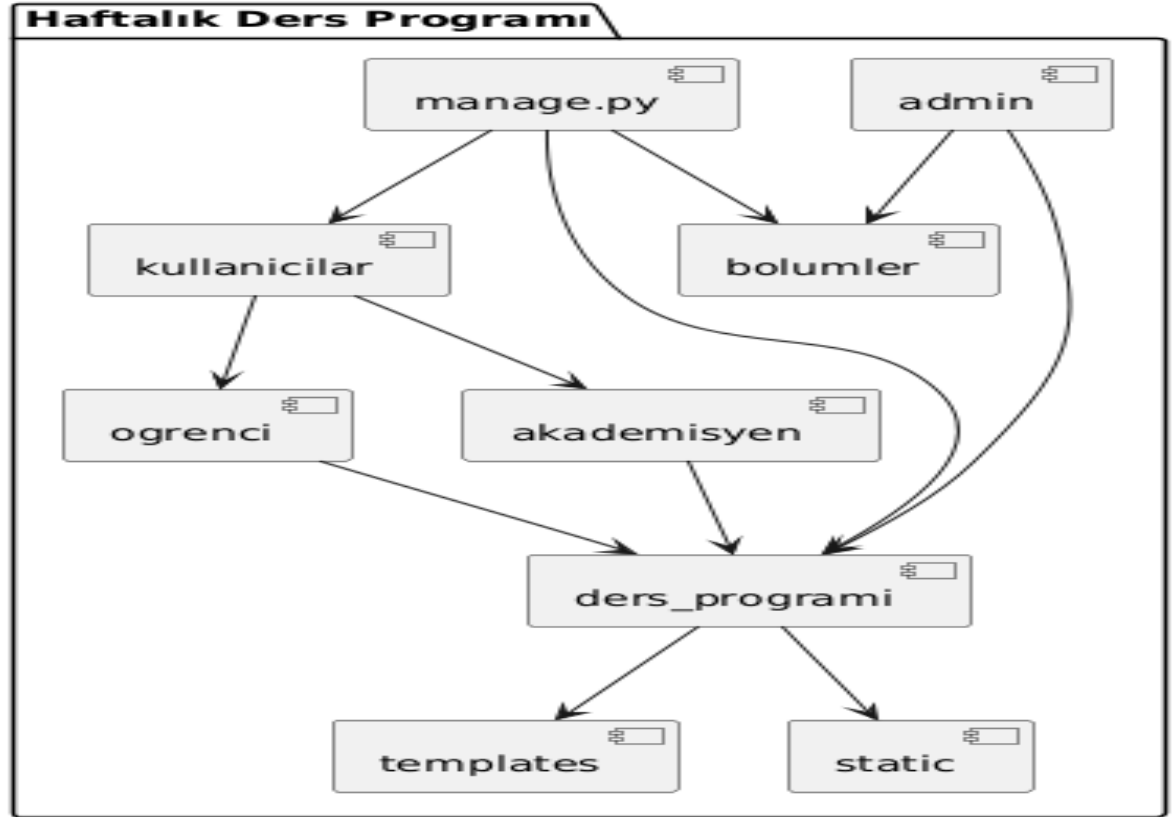 Haftalık Ders Programı
manage.py
admin
kullanicilar
bolumler
ogrenci
akademisyen
ders_programi
templates
static